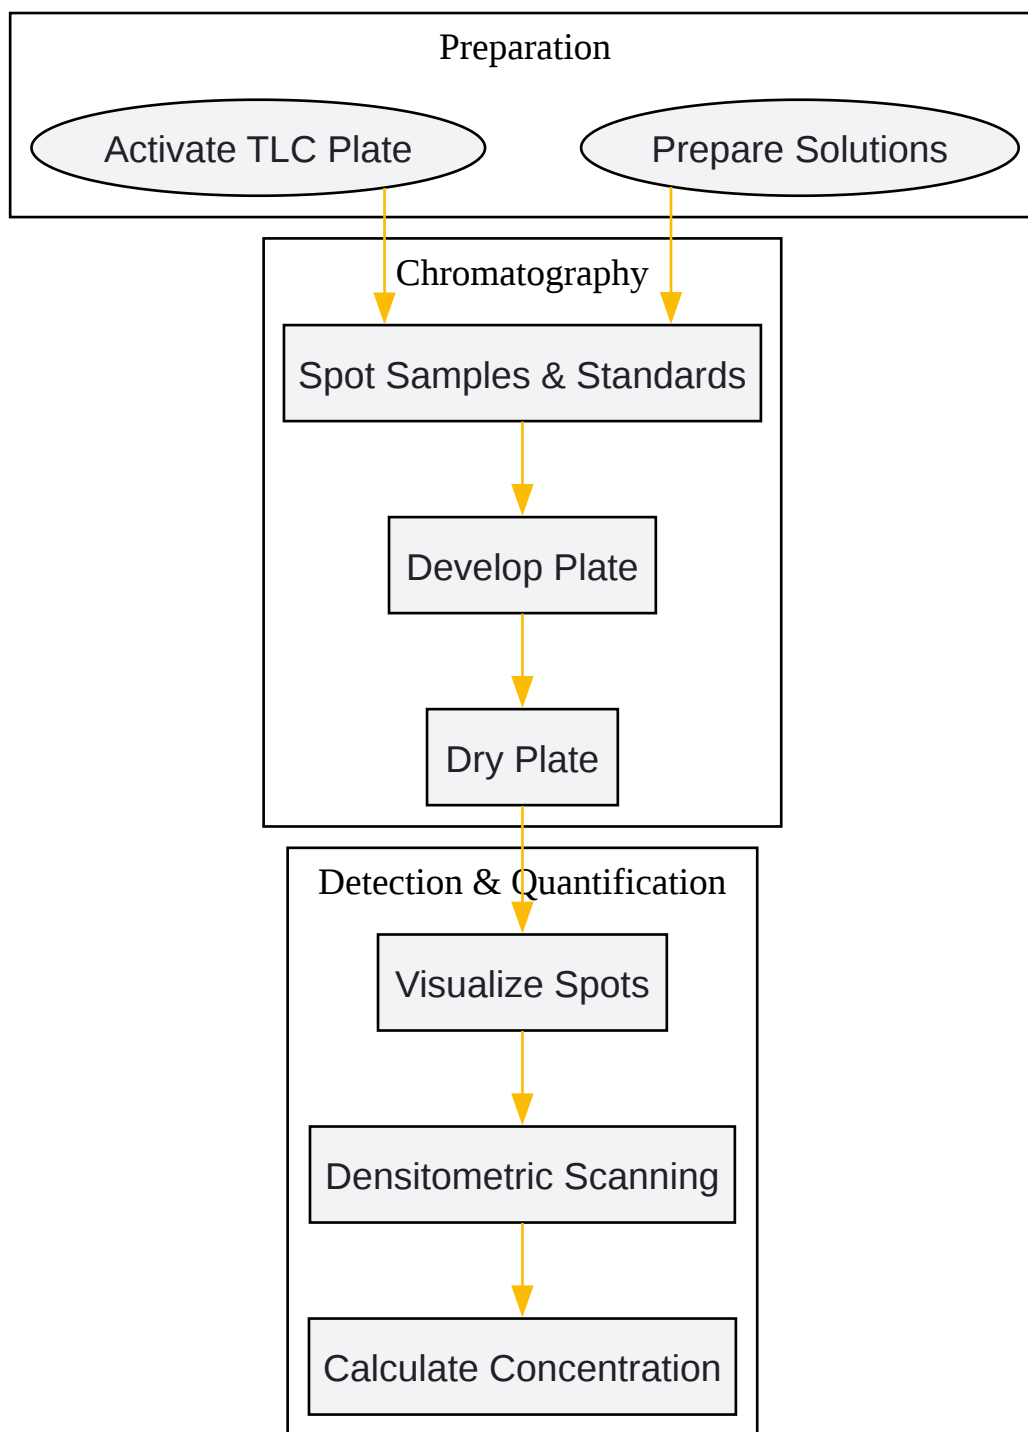 Preparation
Activate TLC Plate
Prepare Solutions
Chromatography
Spot Samples & Standards
Develop Plate
Dry Plate
Detection & Quantification
Visualize Spots
Densitometric Scanning
Calculate Concentration